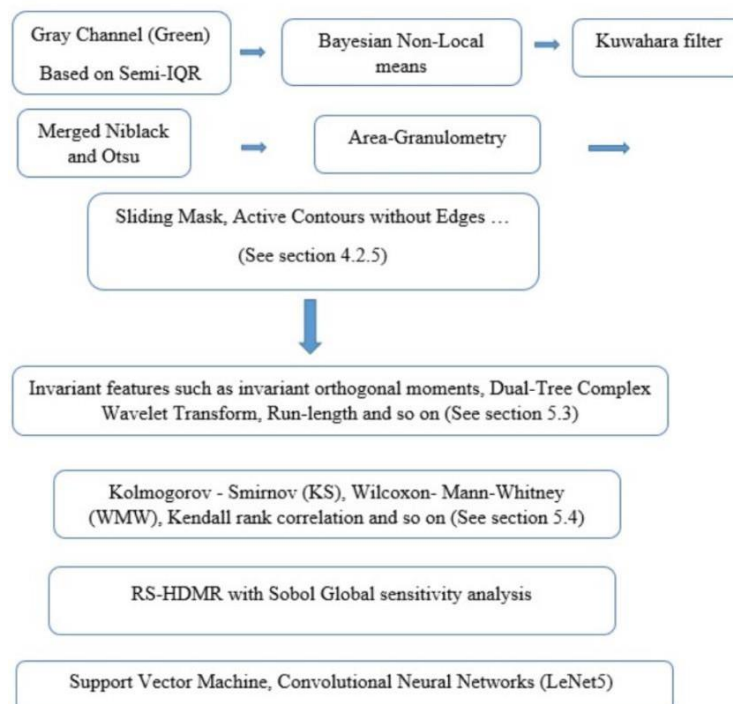 Gray Channel (Green)
Based on Semi-IQR
Bayesian Non-Local
means
Kuwahara filter
Merged Niblack
and Otsu
Area-Granulometry
Sliding Mask, Active Contours without Edges …
(See section 4.2.5)
Invariant features such as invariant orthogonal moments, Dual-Tree Complex
Wavelet Transform, Run-length and so on (See section 5.3)
Kolmogorov - Smirnov (KS), Wilcoxon- Mann-Whitney
(WMW), Kendall rank correlation and so on (See section 5.4)
RS-HDMR with Sobol Global sensitivity analysis
Support Vector Machine, Convolutional Neural Networks (LeNet5)